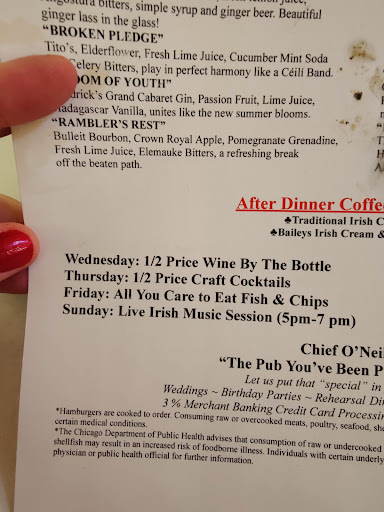 bitters, simple syrup and ginger beer. Beautiful
ginger lass in the glass!
"BROKEN PLEDGE"
Tito's, Elderflower, Fresh Lime Juice, Cucumber Mint Soda
Celery Bitters, play in perfect harmony like a Céilí Band.
OOM OF YOUTH"
drick's Grand Cabaret Gin, Passion Fruit, Lime Juice,
adagascar Vanilla, unites like the new summer blooms.
"RAMBLER'S REST"
Bulleit Bourbon, Crown Royal Apple, Pomegranate Grenadine,
Fresh Lime Juice, Elemauke Bitters, a refreshing break
off the beaten path.
After Dinner Coffe
♣Traditional Irish C
♣Baileys Irish Cream &
Wednesday: 1/2 Price Wine By The Bottle
Thursday: 1/2 Price Craft Cocktails
Friday: All You Care to Eat Fish & Chips
Sunday: Live Irish Music Session (5pm-7 pm)
Chief O'Neil
"The Pub You've Been P
Let us put that "special" in
Weddings ~ Birthday Parties ~ Rehearsal Di
3 % Merchant Banking Credit Card Processin
*Hamburgers are cooked to order. Consuming raw or overcooked meats, poultry, seafood, she
certain medical conditions.
*The Chicago Department of Public Health advises that consumption of raw or undercooked
shellfish may result in an increased risk of foodborne illness. Individuals with certain underly
physician or public health official for further information.